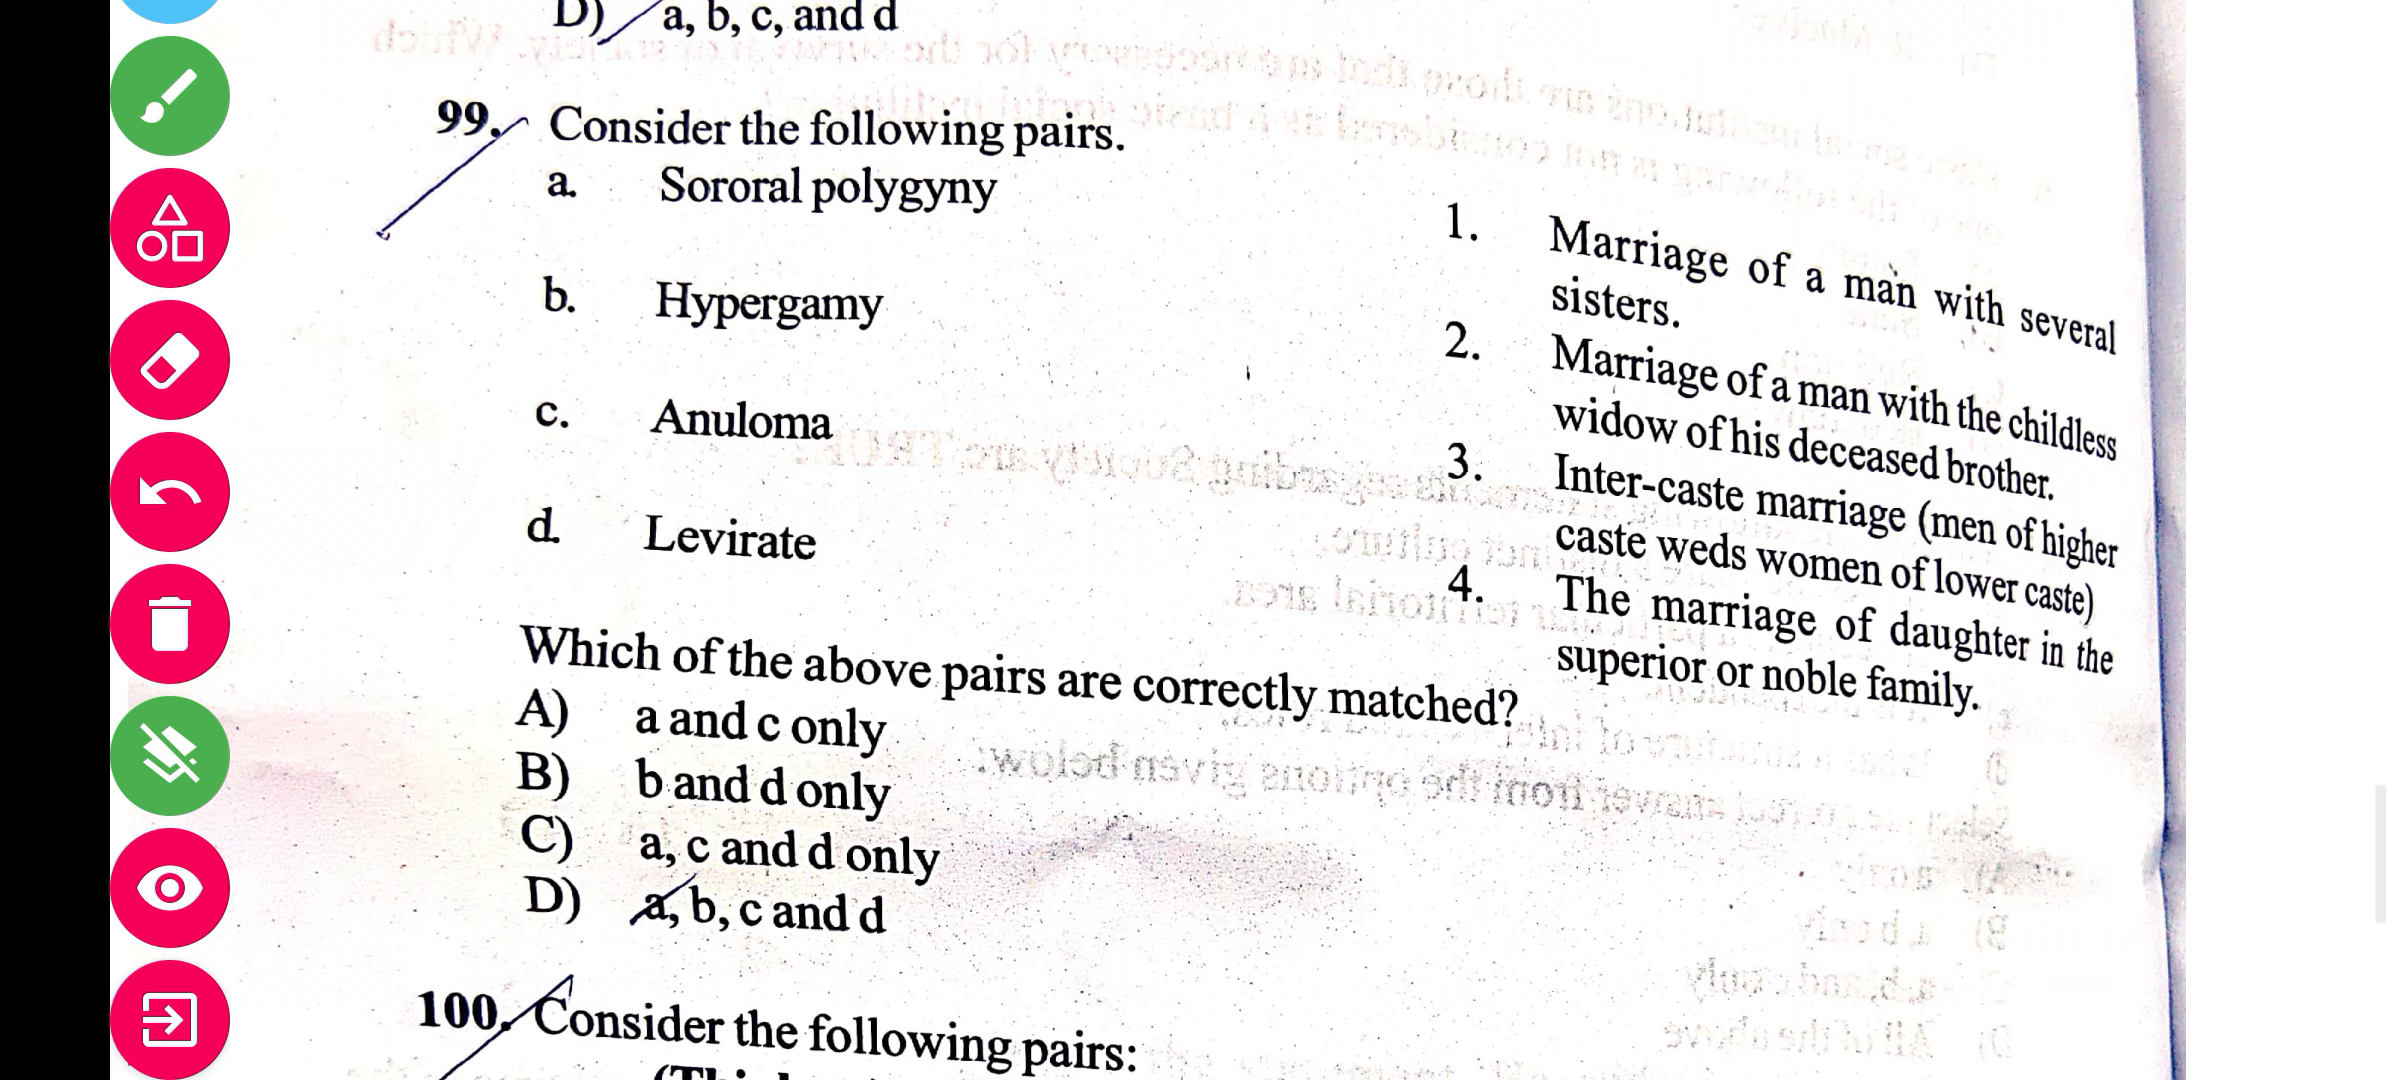 D) a, b, c, and d
99. Consider the following pairs.
a. Sororal polygyny
1. Marriage of a man with several
sisters.
b. Hypergamy
2. Marriage of a man with the childless
widow of his deceased brother.
c. Anuloma
3. Inter-caste marriage (men of higher
caste weds women of lower caste)
d. Levirate
4. The marriage of daughter in the
superior or noble family.
Which of the above pairs are correctly matched?
A) a and c only
B) b and d only
C) a, c and d only
D) a, b, c and d
100. Consider the following pairs: